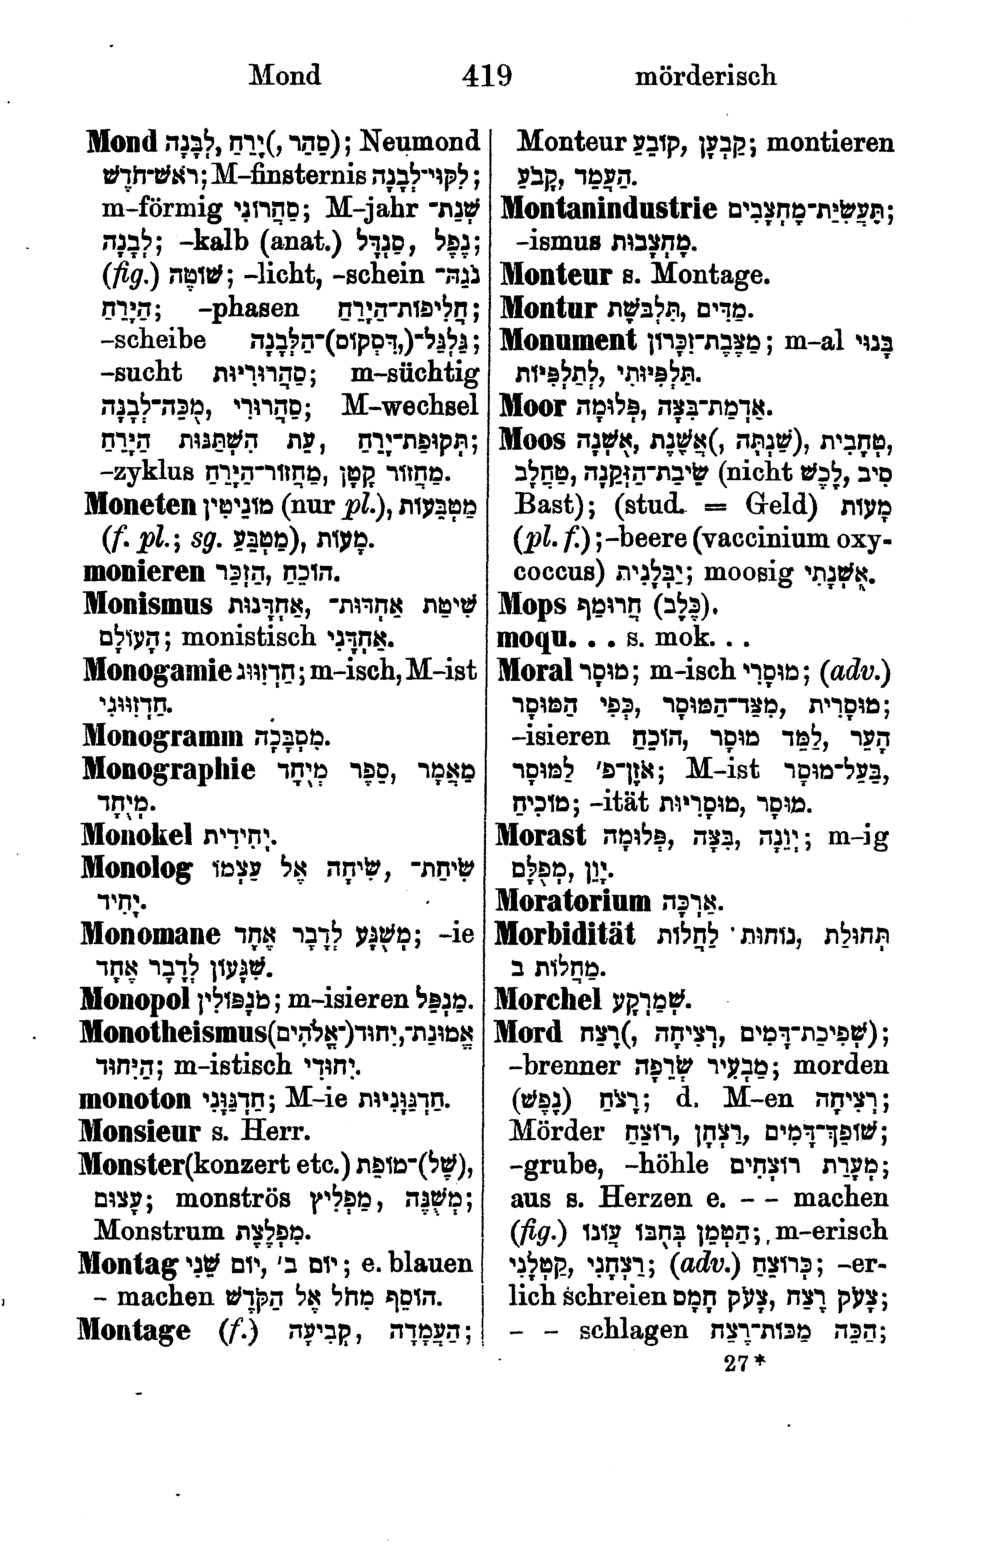 Mond 419 mörderisch
Mond לְבָנָה, יָרֵחַ(, סַהַר); Neumond
רֹאשׁ־חֹדֶשׁ; M-finsternis לִקּוּי־לְבָנָה;
m-förmig סַהֲרוֹנִי; M-jahr שְׁנַת־
לְבָנָה; -kalb (anat.) נֶפֶל, סַנְדָּל;
(fig.) שׁוֹטֶה; -licht, -schein נֹגַהּ־
הַיָּרֵחַ; -phasen חֲלִיפוֹת־הַיָּרֵחַ;
-scheibe גַּלְגַּל־(,דִּסְקוֹס)־הַלְּבָנָה;
-sucht סַהֲרוּרִיּוּת; m-süchtig
סַהֲרוּרִי, מֻכֵּה־לְבָנָה; M-wechsel
תְּקוּפַת־יָרֵחַ, עֵת הִשְׁתַּנּוּת הַיָּרֵחַ;
-zyklus מַחֲזוֹר קָטָן, מַחֲזוֹר־הַיָּרֵחַ.
Moneten מוֹנִיטִין (nur pl.), מַטְבְּעוֹת
(f. pl.; sg. מַטְבֵּעַ), מָעוֹת.
monieren הוֹכֵחַ, הַזְכֵּר.
Monismus אַחְדָּנוּת, שִׁיטַת אַחְדוּת־
הָעוֹלָם; monistisch אַחְדָּנִי.
Monogamie חַדְזִוּוּג; m-isch, M-ist
חַדְזִוּוּגִי.
Monogramm מִסְבָּכָה.
Monographie מַאֲמָר, סֵפֶר מְיֻחָד
מְיֻחָד.
Monokel יְחִידִית.
Monolog שִׂיחָה אֶל עַצְמוֹ, שִׂיחַת־
יָחִיד.
Monomane מְשֻׁגָּע לְדָבָר אֶחָד; -ie
שִׁגָּעוֹן לְדָבָר אֶחָד.
Monopol מֹנָפּוֹלִין; m-isieren מַנְפֵּל.
Monotheismus אֱמוּנַת־,יִחוּד(־אֱלֹהִים)
הַיִּחוּד; m-istisch יִחוּדִי.
monoton חַדְגּוֹנִי; M-ie חַדְגּוֹנִיּוּת.
Monsieur s. Herr.
Monster(konzert etc.) (שֶׁל)־מוֹפֵת,
עָצוּם; monströs מְשֻׁנֶּה, מַפְלִיץ;
Monstrum מִפְלֶצֶת.
Montag יוֹם ב', יוֹם שֵׁנִי; e. blauen
- machen הוֹסֵף מֵחֹל אֶל הַקֹּדֶשׁ.
Montage (f.) הַעֲמָדָה, קְבִיעָה;
Monteur קוֹבֵעַ, קַבְּעָן; montieren
הַעֲמֵד, קָבֹעַ.
Montanindustrie תַּעֲשִׂיַּת־מַחְצָבִים;
-ismus מַחְצָבוּת.
Monteur s. Montage.
Montur מַדִּים, תִּלְבֹּשֶׁת.
Monument מַצֶּבֶת־זִכָּרוֹן; m-al בָּנוּי
לְתַלְפִּיּוֹת, תַּלְפִּיּוֹתִי.
Moor אַדְמַת־בִּצָּה, פְּלוּמָה.
Moos טְחָבִית, (שַׁנְתָּה ,)אֻשֶּׁנֶת, אֻשְׁנָה,
שֵׂיבַת־הַזְּקֵנָה, טַחֲלָב (nicht סִיב, לֶכֶשׁ
Bast); (stud. = Geld) מָעוֹת
(pl. f.); -beere (vaccinium oxy-
coccus) יַבְּלָנִית; moosig אֻשְׁנָתִי.
Mops (כֶּלֶב) חֲרוּמַף.
moqu... s. mok...
Moral מוּסָר; m-isch מוּסָרִי; (adv.)
מוּסָרִית, מִצַּד־הַמּוּסָר, כְּפִי הַמּוּסָר;
-isieren הָעֵר, לַמֵּד מוּסָר, הוֹכֵחַ
אֹזֶן־פ' לַמּוּסָר; M-ist בַּעַל־מוּסָר,
מוֹכִיחַ; -ität מוּסָר, מוּסָרִיּוּת.
Morast יְוֵנָה, בִּצָּה, פְּלוּמָה; m-ig
יָוֵן, מְפֻלָּם.
Moratorium אַרְכָּה.
Morbidität תְּחוּלַת, נוֹחוּת לַחֲלוֹת
ב מַחֲלוֹת.
Morchel שְׁמַרְקָע.
Mord רֶצַח (, רְצִיחָה, שְׁפִיכַת־דָּמִים);
-brenner מַבְעִיר שְׂרֵפָה; morden
(נֶפֶשׁ) רָצֹחַ; d. M-en רְצִיחָה;
Mörder רוֹצֵחַ, רַצְחָן, שׁוֹפֵךְ־דָּמִים;
-grube, -höhle מְעָרַת רוֹצְחִים;
aus s. Herzen e. - - machen
(fig.) הַטְמֵן בְּחֻבּוֹ עֲוֹנוֹ; m-erisch
רַצְחָנִי, קַטְלָנִי; (adv.) כְּרוֹצֵחַ; -er-
lich schreien צָעֹק רֶצַח, צָעֹק חָמָס;
- - schlagen הַכֵּה מַכּוֹת־רֶצַח;
27*